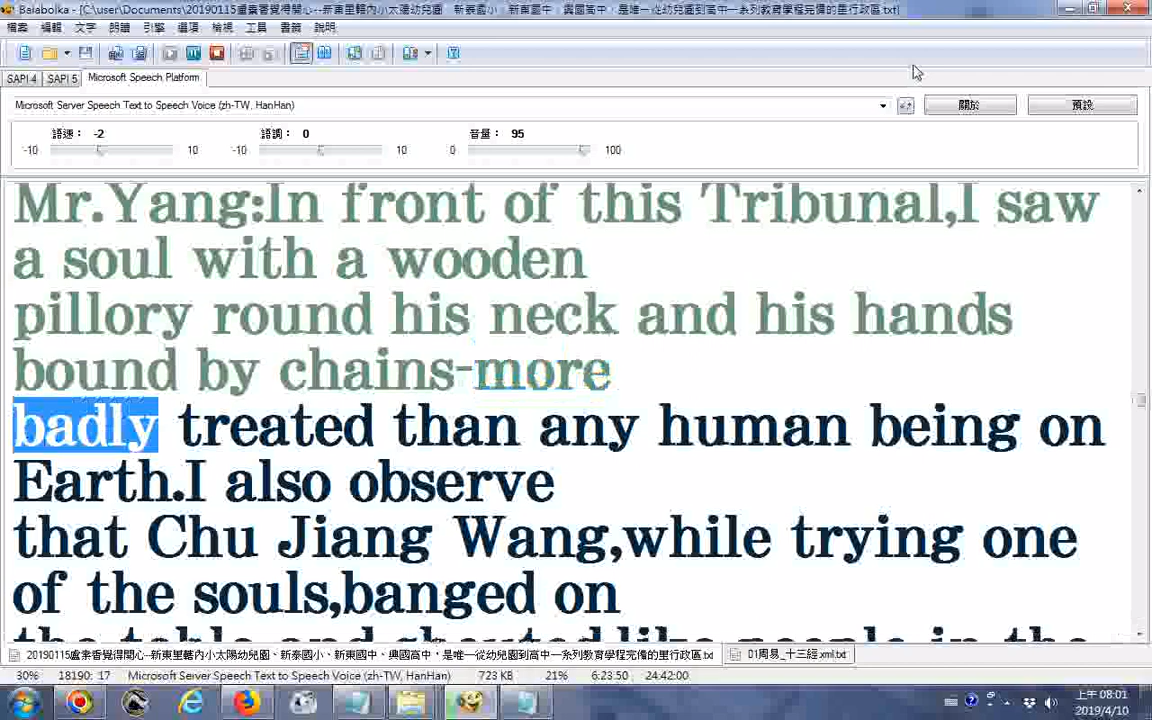 Balabolka - [C:\user\Documents\20190115盧素香覺得開心--新東里轄內小太陽幼兒園、新泰國小、新東國中、興國高中，是唯一從幼兒園到高中一系列教育學程完備的里行政區.txt]
檔案 編輯 文字 朗讀 引擎 選項 檢視 工具 書籤 說明
SAPI 4 SAPI 5 Microsoft Speech Platform
Microsoft Server Speech Text to Speech Voice (zh-TW, HanHan) 關於 預設
語速： -2 語調： 0 音量： 95
-10 10 -10 10 0 100
Mr.Yang:In front of this Tribunal,I saw
a soul with a wooden
pillory round his neck and his hands
bound by chains-more
badly treated than any human being on
Earth.I also observe
that Chu Jiang Wang,while trying one
of the souls,banged on
the table and shouted,like people in the
20190115盧素香覺得開心--新東里轄內小太陽幼兒園、新泰國小、新東國中、興國高中，是唯一從幼兒園到高中一系列教育學程完備的里行政區.txt 01周易_十三經.xml.txt
30% 18190: 17 Microsoft Server Speech Text to Speech Voice (zh-TW, HanHan) 723 KB 21% 6:23:50 24:42:00
上午 08:01
2019/4/10